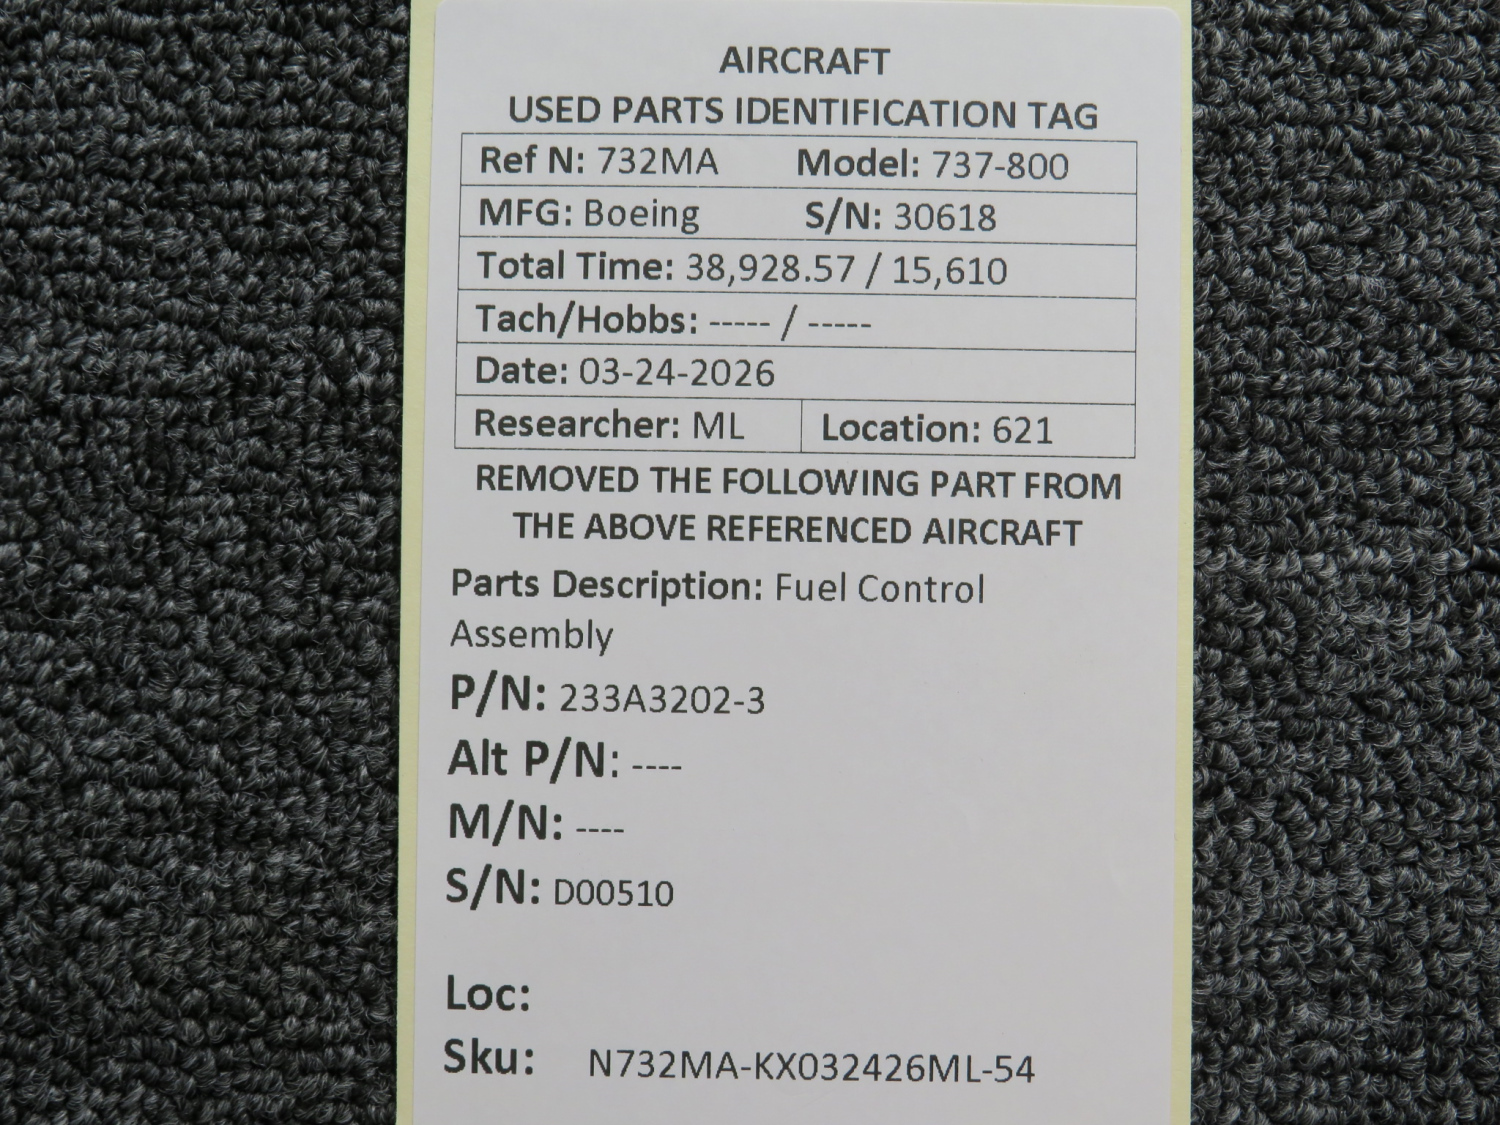 AIRCRAFT
USED PARTS IDENTIFICATION TAG
Ref N: 732MA Model: 737-800
MFG: Boeing S/N: 30618
Total Time: 38,928.57 / 15,610
Tach/Hobbs: ----- / -----
Date: 03-24-2026
Researcher: ML Location: 621
REMOVED THE FOLLOWING PART FROM
THE ABOVE REFERENCED AIRCRAFT
Parts Description: Fuel Control
Assembly
P/N: 233A3202-3
Alt P/N: ----
M/N: ----
S/N: D00510
Loc:
Sku: N732MA-KX032426ML-54